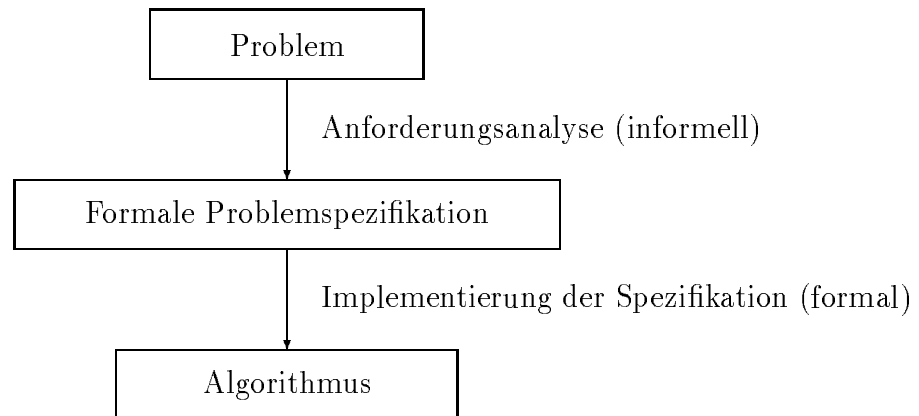 Problem
Anforderungsanalyse (informell)
Formale Problemspezifikation
Implementierung der Spezifikation (formal)
Algorithmus